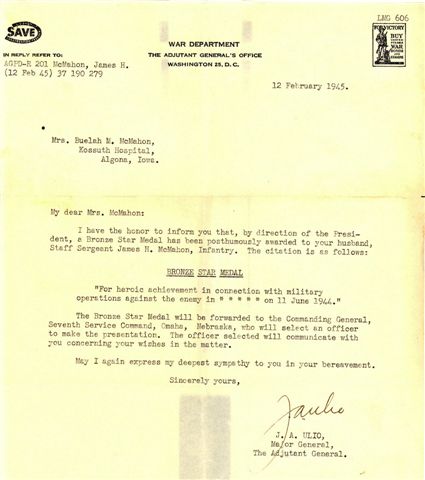 SAVE
LMG 606
FOR VICTORY
BUY
UNITED
STATES
WAR
BONDS
AND
STAMPS
WAR DEPARTMENT
THE ADJUTANT GENERAL'S OFFICE
WASHINGTON 25, D. C.
IN REPLY REFER TO:
AGPD-R 201 McMahon, James H.
(12 Feb 45) 37 190 279
12 February 1945.
Mrs. Buelah M. McMahon,
Kossuth Hospital,
Algona, Iowa.
My dear Mrs. McMahon:
I have the honor to inform you that, by direction of the Presi-
dent, a Bronze Star Medal has been posthumously awarded to your husband,
Staff Sergeant James H. McMahon, Infantry. The citation is as follows:
BRONZE STAR MEDAL
"For heroic achievement in connection with military
operations against the enemy in * * * * * on 11 June 1944."
The Bronze Star Medal will be forwarded to the Commanding General,
Seventh Service Command, Omaha, Nebraska, who will select an officer
to make the presentation. The officer selected will communicate with
you concerning your wishes in the matter.
May I again express my deepest sympathy to you in your bereavement.
Sincerely yours,
J. A. ULIO,
Major General,
The Adjutant General.